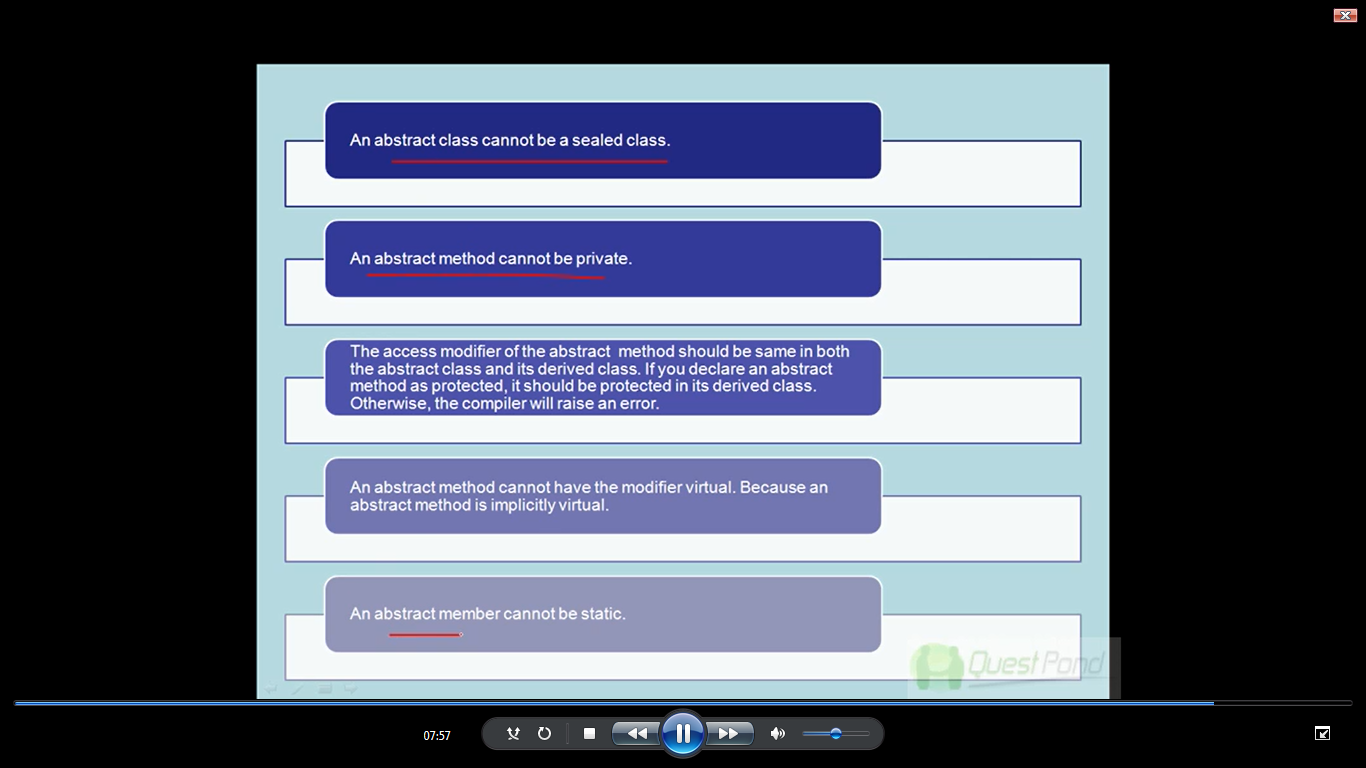 An abstract class cannot be a sealed class.
An abstract method cannot be private.
The access modifier of the abstract  method should be same in both
the abstract class and its derived class. If you declare an abstract
method as protected, it should be protected in its derived class.
Otherwise, the compiler will raise an error.
An abstract method cannot have the modifier virtual. Because an
abstract method is implicitly virtual.
An abstract member cannot be static.
QuestPond
07:57